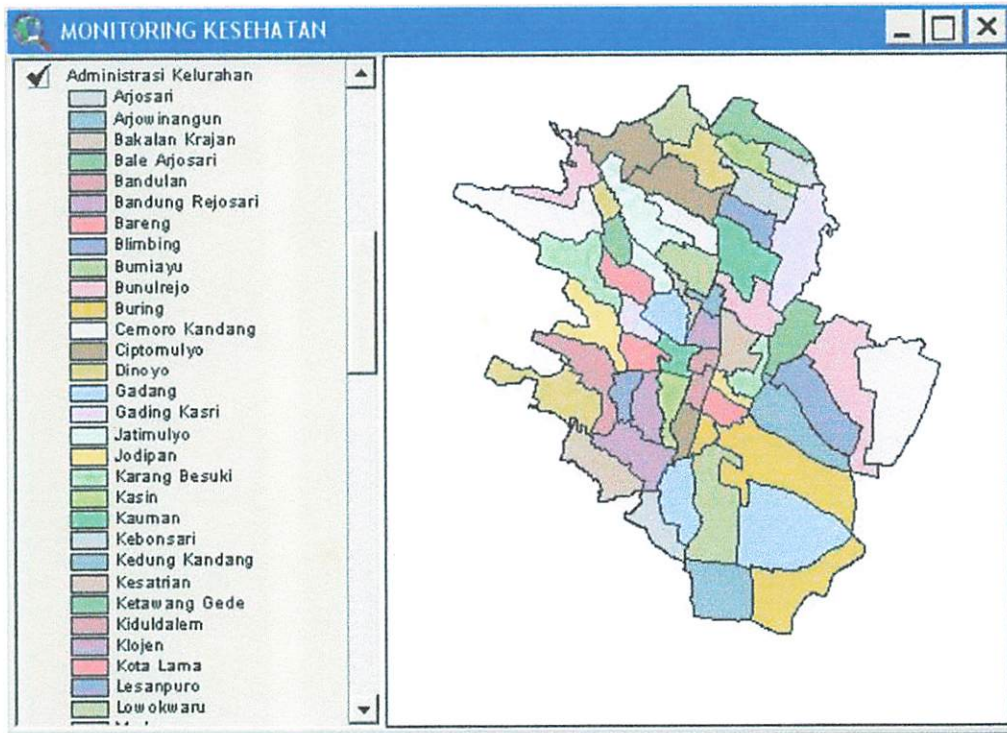 MONITORING KESEHATAN
Administrasi Kelurahan
Arjosari
Arjowinangun
Bakalan Krajan
Bale Arjosari
Bandulan
Bandung Rejosari
Bareng
Blimbing
Bumiayu
Bunulrejo
Buring
Cemoro Kandang
Ciptomulyo
Dinoyo
Gadang
Gading Kasri
Jatimulyo
Jodipan
Karang Besuki
Kasin
Kauman
Kebonsari
Kedung Kandang
Kesatrian
Ketawang Gede
Kiduldalem
Klojen
Kota Lama
Lesanpuro
Lowokwaru